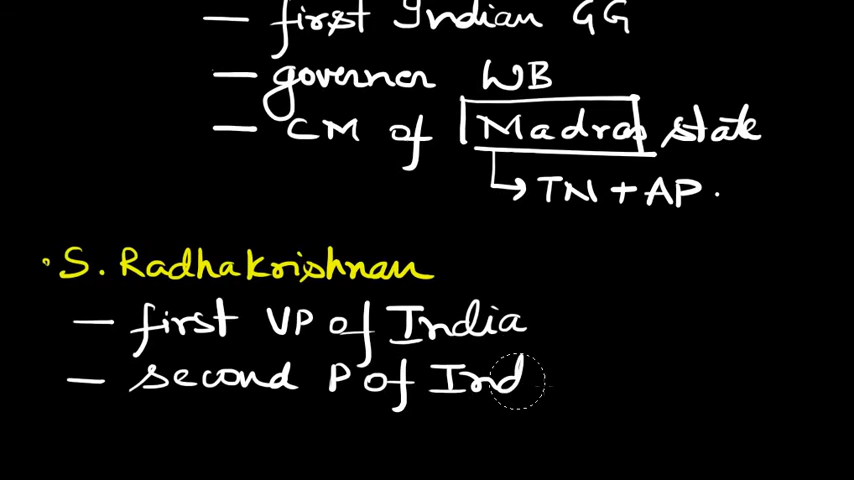 — first Indian GG
— governer WB
— CM of Madras state
→ TN + AP.
• S. Radhakrishnan
— first VP of India
— second P of Ind